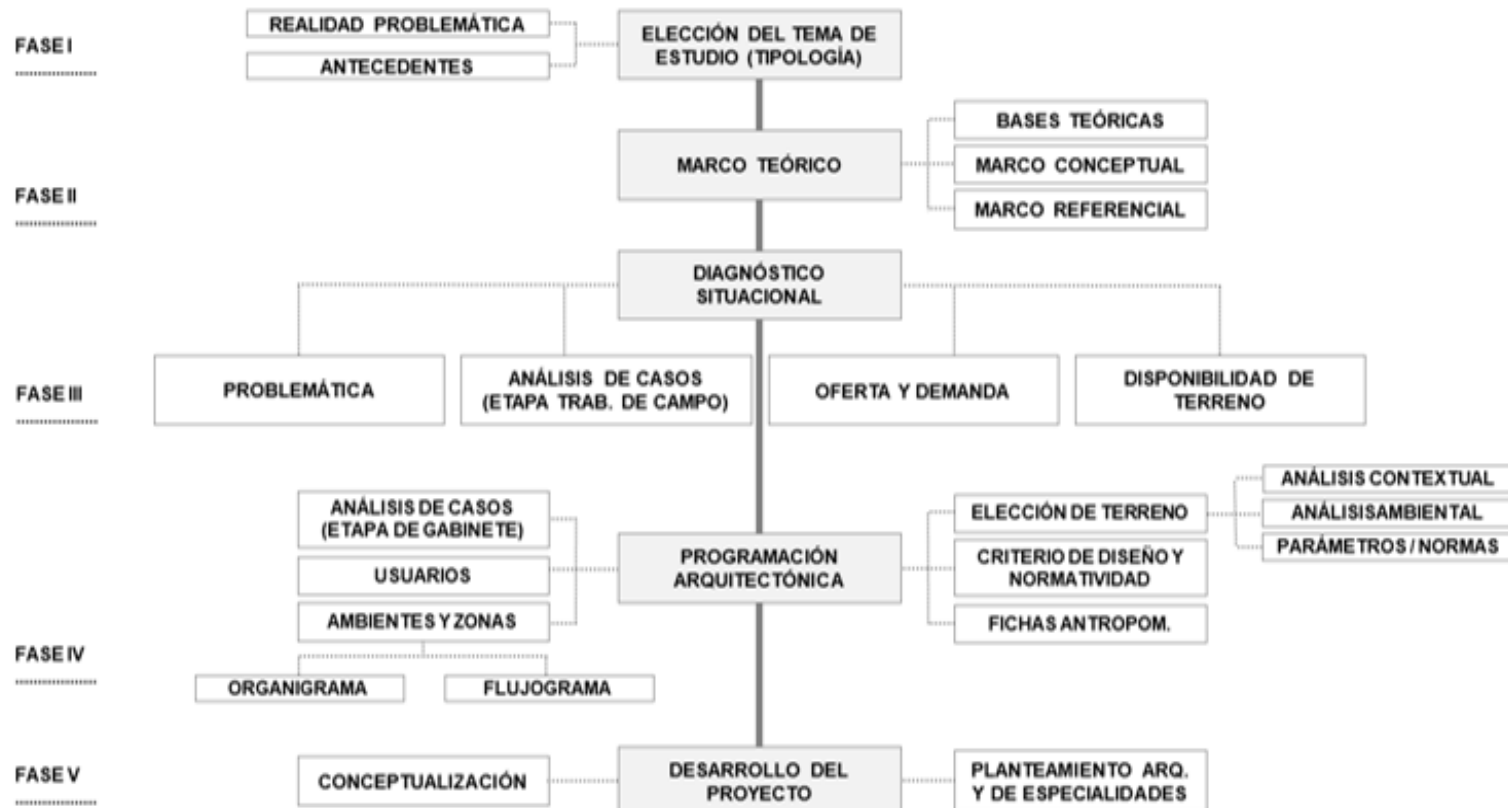 FASE I
REALIDAD PROBLEMÁTICA
ANTECEDENTES
ELECCIÓN DEL TEMA DE
ESTUDIO (TIPOLOGÍA)
FASE II
MARCO TEÓRICO
BASES TEÓRICAS
MARCO CONCEPTUAL
MARCO REFERENCIAL
DIAGNÓSTICO
SITUACIONAL
FASE III
PROBLEMÁTICA
ANÁLISIS DE CASOS
(ETAPA TRAB. DE CAMPO)
OFERTA Y DEMANDA
DISPONIBILIDAD DE
TERRENO
FASE IV
ANÁLISIS DE CASOS
(ETAPA DE GABINETE)
USUARIOS
AMBIENTES Y ZONAS
ORGANIGRAMA
FLUJOGRAMA
PROGRAMACIÓN
ARQUITECTÓNICA
ELECCIÓN DE TERRENO
CRITERIO DE DISEÑO Y
NORMATIVIDAD
FICHAS ANTROPOM.
ANÁLISIS CONTEXTUAL
ANÁLISISAMBIENTAL
PARÁMETROS / NORMAS
FASE V
CONCEPTUALIZACIÓN
DESARROLLO DEL
PROYECTO
PLANTEAMIENTO ARQ.
Y DE ESPECIALIDADES